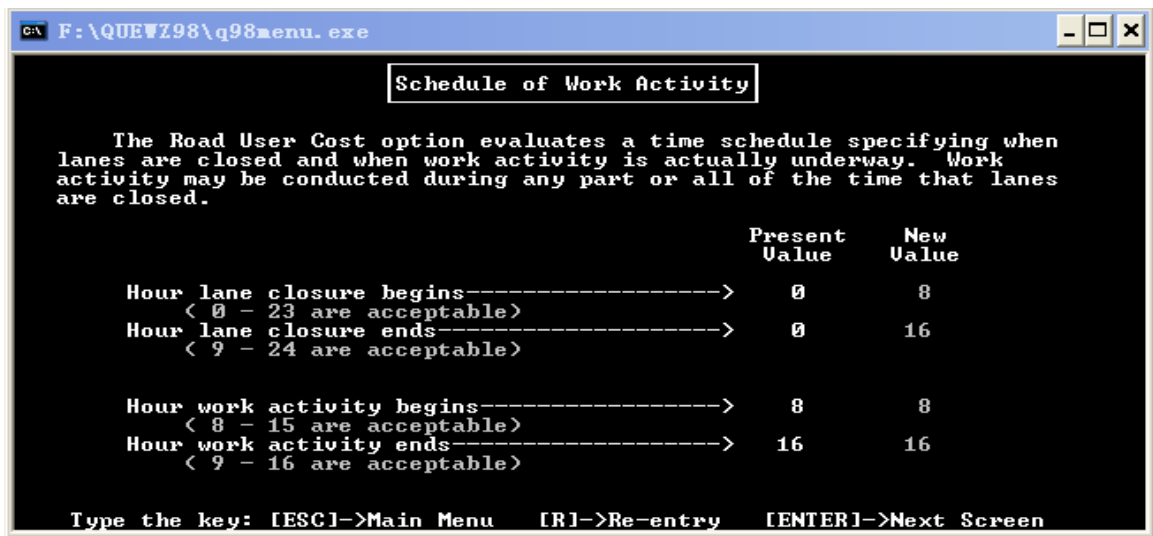 F:\QUEWZ98\q98menu.exe
Schedule of Work Activity
The Road User Cost option evaluates a time schedule specifying when
lanes are closed and when work activity is actually underway. Work
activity may be conducted during any part or all of the time that lanes
are closed.
Present New
Value Value
Hour lane closure begins------------------> 0 8
( 0 - 23 are acceptable)
Hour lane closure ends--------------------> 0 16
( 9 - 24 are acceptable)
Hour work activity begins-----------------> 8 8
( 8 - 15 are acceptable)
Hour work activity ends-------------------> 16 16
( 9 - 16 are acceptable)
Type the key: [ESC]->Main Menu [R]->Re-entry [ENTER]->Next Screen